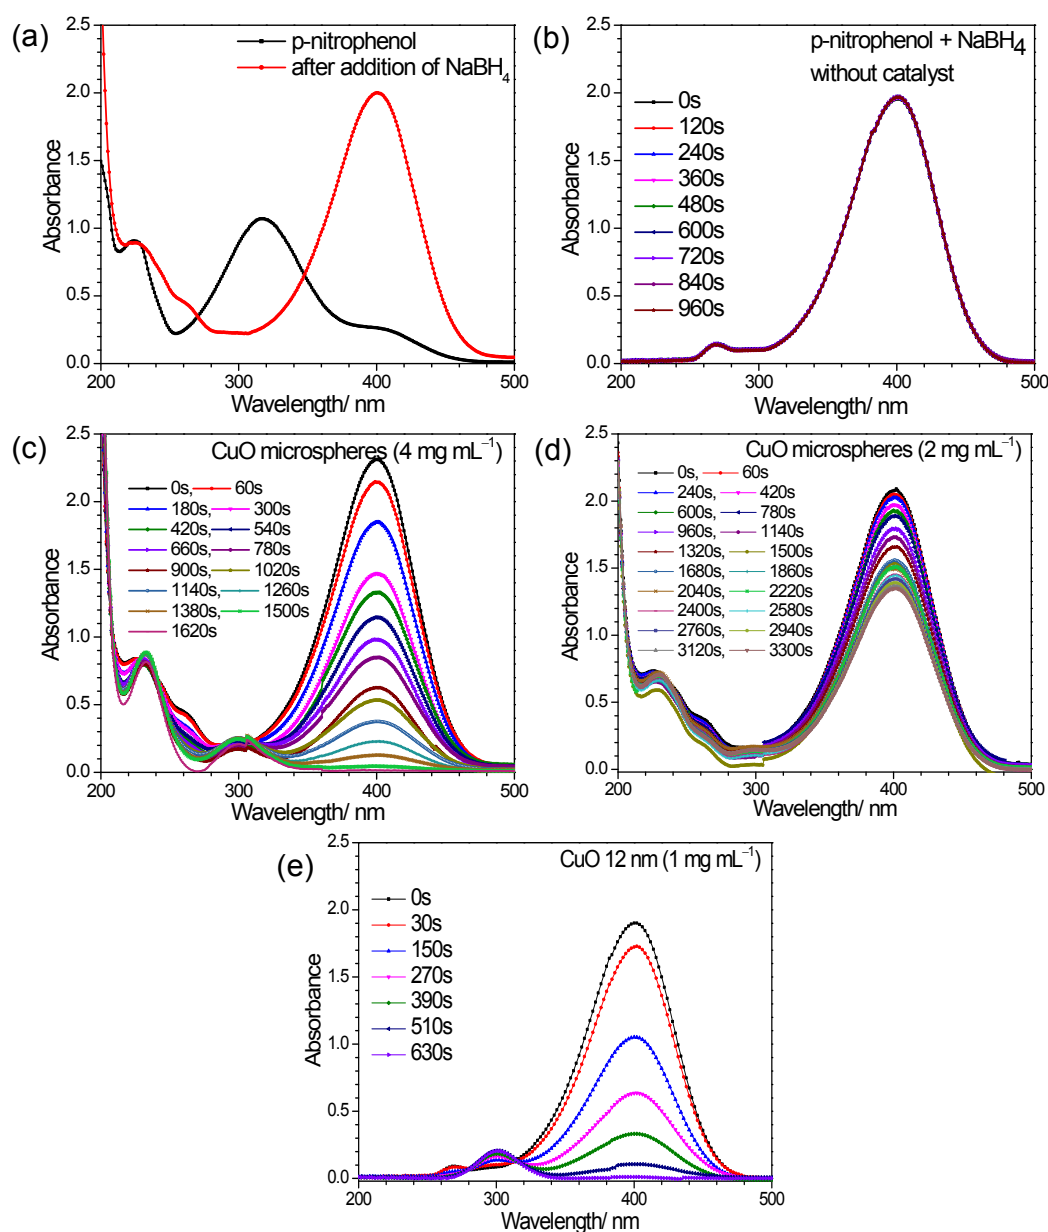 (a)
p-nitrophenol
after addition of NaBH4
2.5
2.0
1.5
1.0
0.5
0.0
Absorbance
200 300 400 500
Wavelength/ nm
(b)
p-nitrophenol + NaBH4
without catalyst
0s
120s
240s
360s
480s
600s
720s
840s
960s
2.5
2.0
1.5
1.0
0.5
0.0
Absorbance
200 300 400 500
Wavelength/ nm
(c)
CuO microspheres (4 mg mL−1)
0s, 60s
180s, 300s
420s, 540s
660s, 780s
900s, 1020s
1140s, 1260s
1380s, 1500s
1620s
2.5
2.0
1.5
1.0
0.5
0.0
Absorbance
200 300 400 500
Wavelength/ nm
(d)
CuO microspheres (2 mg mL−1)
0s, 60s
240s, 420s
600s, 780s
960s, 1140s
1320s, 1500s
1680s, 1860s
2040s, 2220s
2400s, 2580s
2760s, 2940s
3120s, 3300s
2.5
2.0
1.5
1.0
0.5
0.0
Absorbance
200 300 400 500
Wavelength/ nm
(e)
CuO 12 nm (1 mg mL−1)
0s
30s
150s
270s
390s
510s
630s
2.5
2.0
1.5
1.0
0.5
0.0
Absorbance
200 300 400 500
Wavelength/ nm